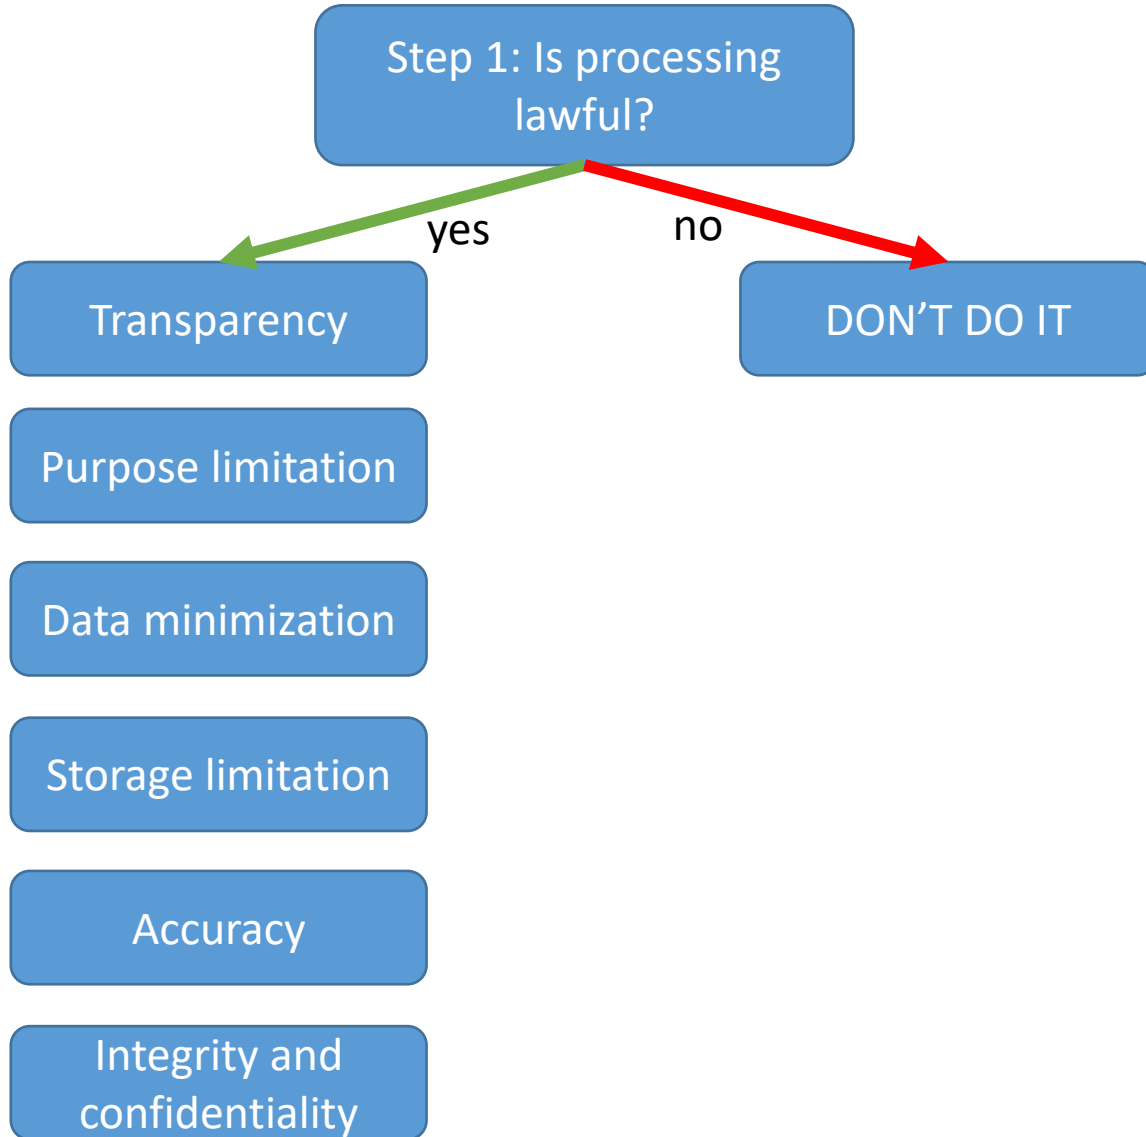 Step 1: Is processing
lawful?
yes
no
Transparency
DON’T DO IT
Purpose limitation
Data minimization
Storage limitation
Accuracy
Integrity and
confidentiality